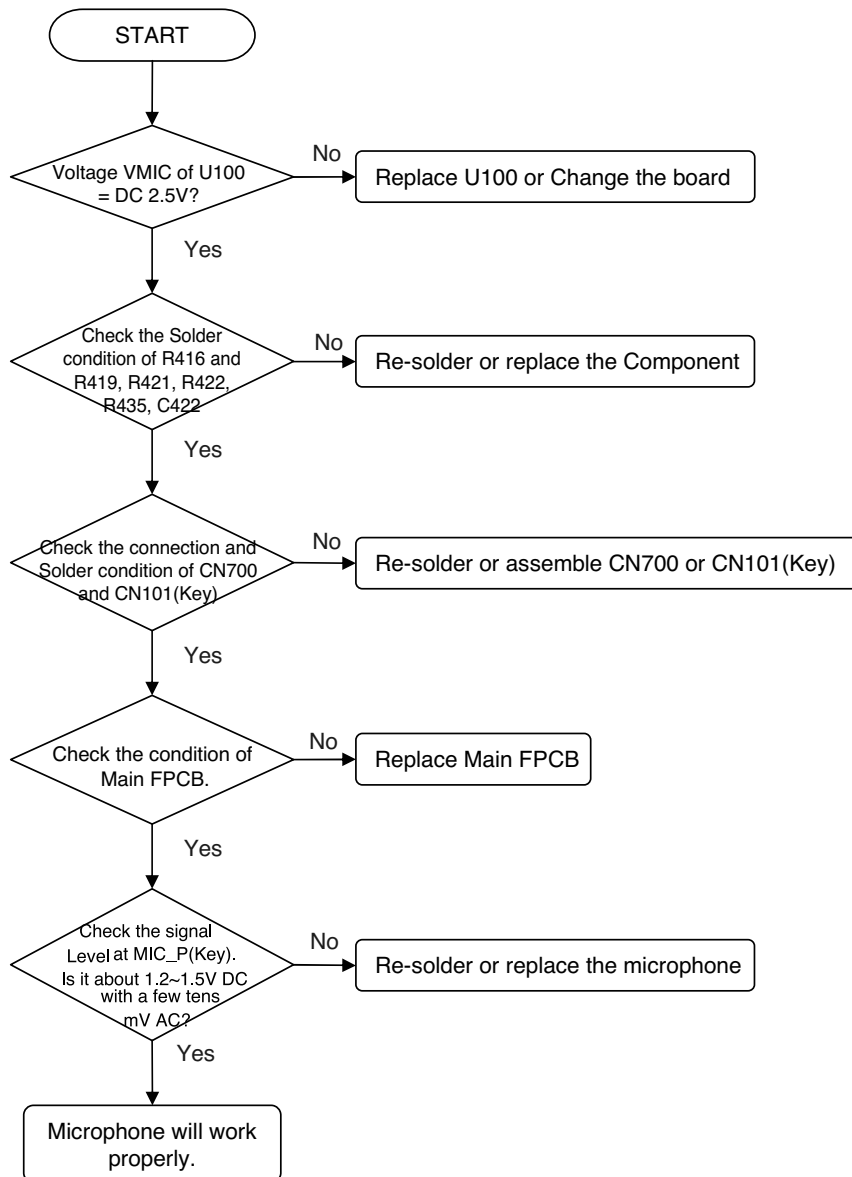 START
Voltage VMIC of U100
= DC 2.5V?
No
Replace U100 or Change the board
Yes
Check the Solder
condition of R416 and
R419, R421, R422,
R435, C422
No
Re-solder or replace the Component
Yes
Check the connection and
Solder condition of CN700
and CN101(Key)
No
Re-solder or assemble CN700 or CN101(Key)
Yes
Check the condition of
Main FPCB.
No
Replace Main FPCB
Yes
Check the signal
Level at MIC_P(Key).
Is it about 1.2~1.5V DC
with a few tens
mV AC?
No
Re-solder or replace the microphone
Yes
Microphone will work
properly.